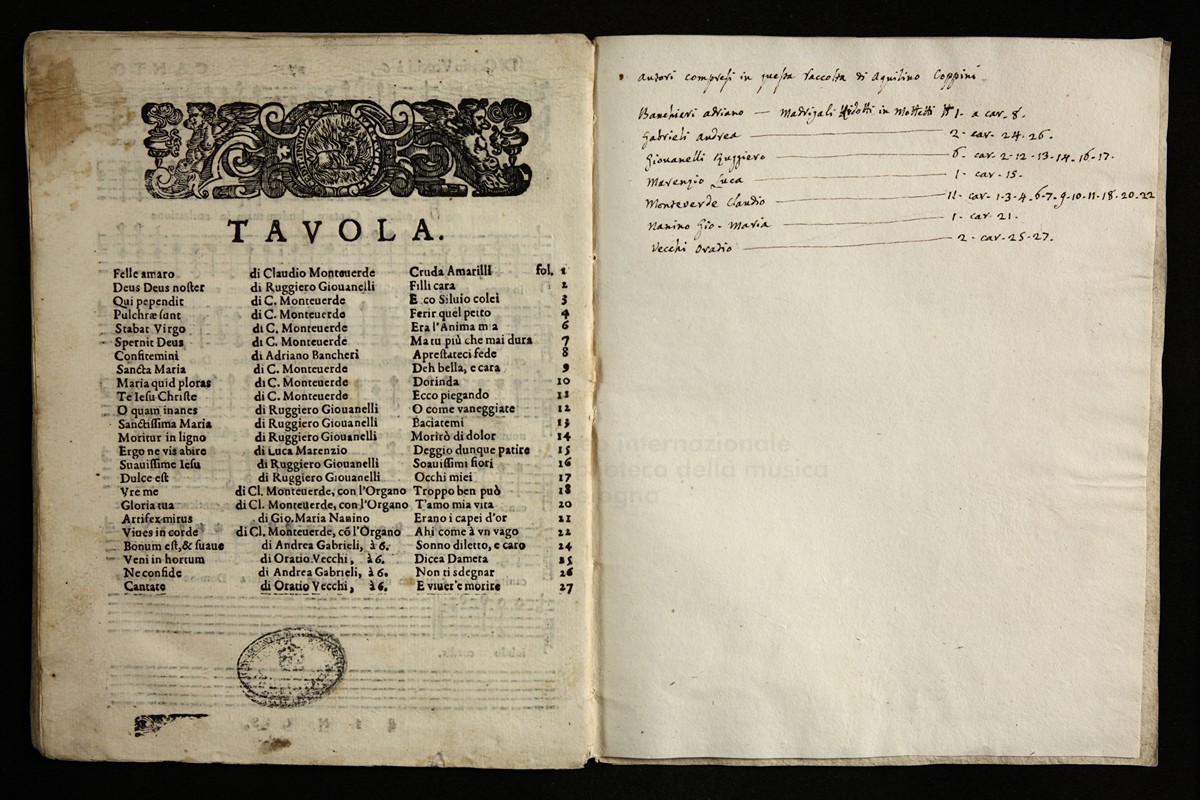 TAVOLA.
Felle amaro di Claudio Monteuerde Cruda Amarilli fol. 1
Deus Deus noster di Ruggiero Giouanelli Filli cara 2
Qui pependit di C. Monteuerde E co Siluio colei 3
Pulchræ sunt di C. Monteuerde Ferir quel petto 4
Stabat Virgo di C. Monteuerde Era l'Anima m a 6
Spernit Deus di C. Monteuerde Ma tu più che mai dura 7
Confitemini di Adriano Bancheri Aprestateci fede 8
Sancta Maria di C. Monteuerde Deh bella, e cara 9
Maria quid ploras di C. Monteuerde Dorinda 10
Te Iesu Christe di C. Monteuerde Ecco piegando 11
O quam inanes di Ruggiero Giouanelli O come vaneggiate 12
Sanctissima Maria di Ruggiero Giouanelli Baciatemi 13
Moritur in ligno di Ruggiero Giouanelli Morirò di dolor 14
Ergo ne vis abire di Luca Marenzio Deggio dunque patire 15
Suauissime Iesu di Ruggiero Giouanelli Soauissimi fiori 16
Dulce est di Ruggiero Giouanelli Occhi miei 17
Vre me di Cl. Monteuerde, con l'Organo Troppo ben può 18
Gloria tua di Cl. Monteuerde, con l'Organo T'amo mia vita 20
Artifex mirus di Gio. Maria Nanino Erano i capei d'or 21
Viues in corde di Cl. Monteuerde, cõ l'Organo Ahi come à vn vago 22
Bonum est, & suaue di Andrea Gabrieli, à 6. Sonno diletto, e caro 24
Veni in hortum di Oratio Vecchi, à 6. Dicea Dameta 25
Ne confide di Andrea Gabrieli, à 6. Non ti sdegnar 26
Cantate di Oratio Vecchi, à 6. E viuer'e morire 27
Autori compresi in questa raccolta di Aquilino Coppini
Banchieri Adriano — Madrigali Ridotti in Mottetti N 1 - a car. 8.
Gabrieli Andrea — 2 - car. 24. 26.
Giovanelli Ruggiero — 6 - car. 2-12-13-14-16-17.
Marenzio Luca — 1 - car. 15.
Monteverde Claudio — 11 - car. 1-3-4-6-7-9-10-11-18-20-22
Nanino Gio. Maria — 1 - car. 21.
Vecchi Oratio — 2 - car. 25-27.
museo internazionale
biblioteca della musica
bologna